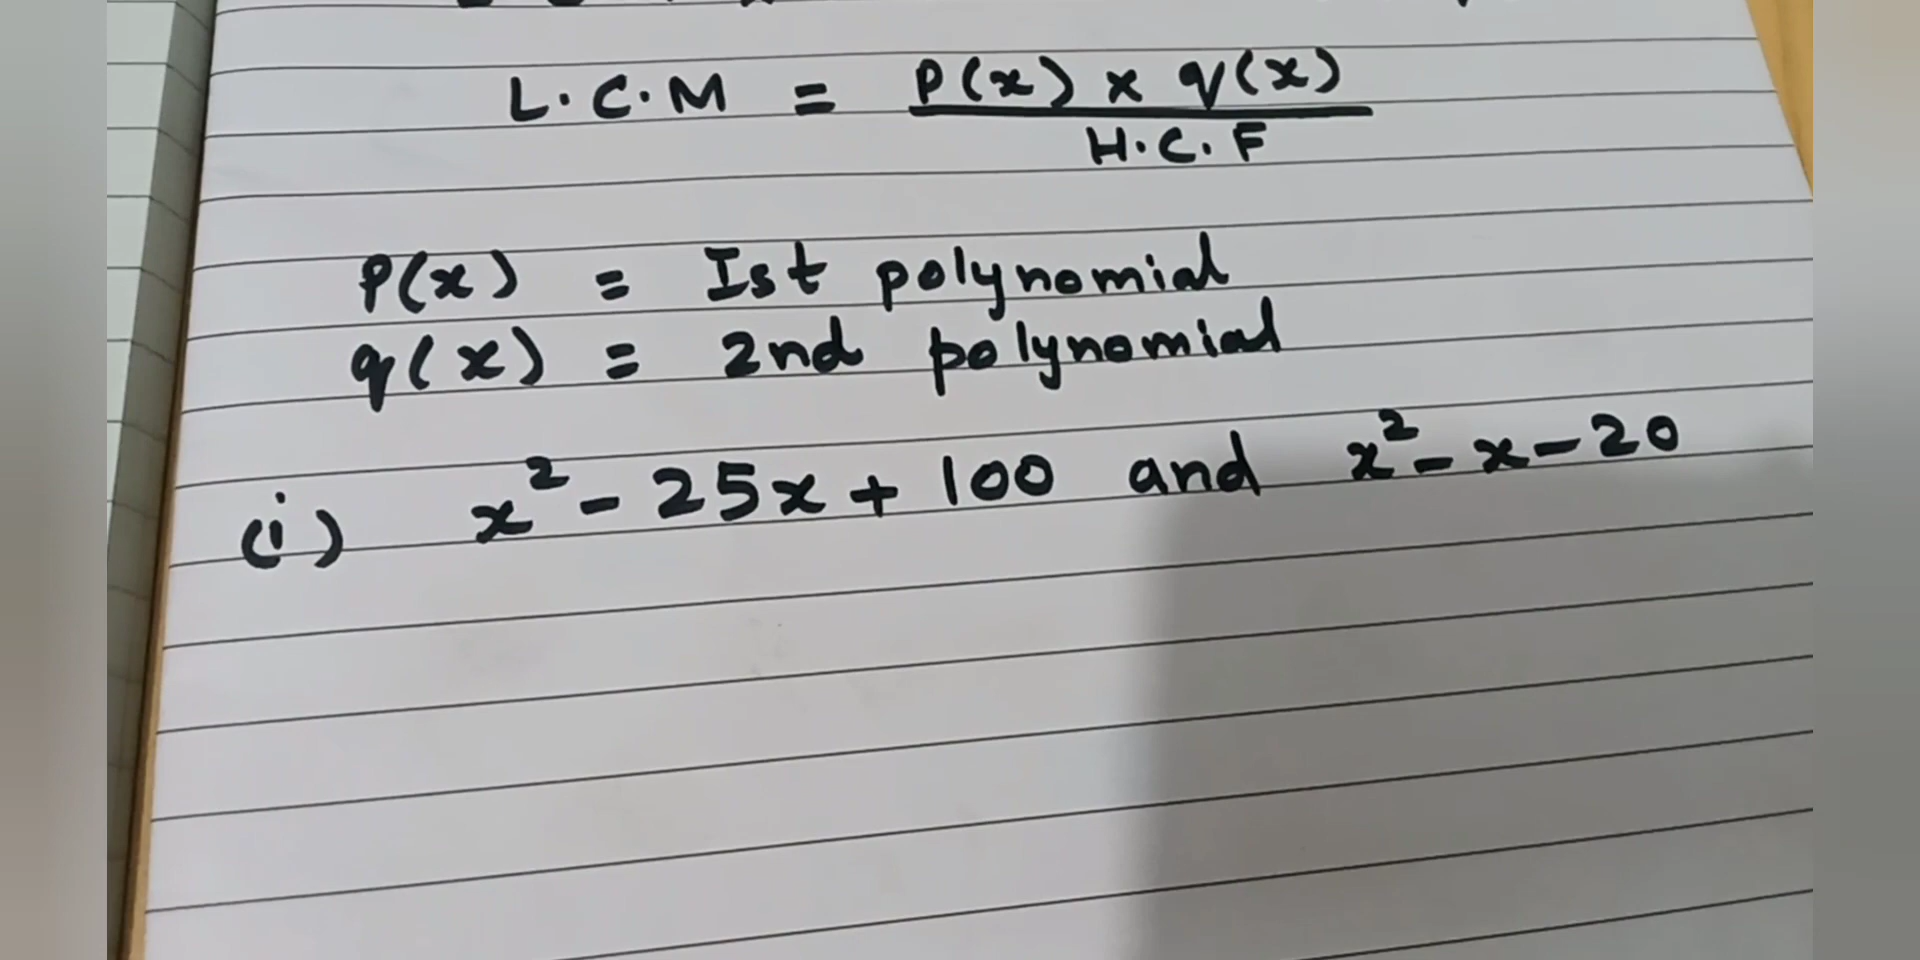 L.C.M = P(x) × q(x) / H.C.F
P(x) = Ist polynomial
q(x) = 2nd polynomial
(i) x² - 25x + 100 and x² - x - 20